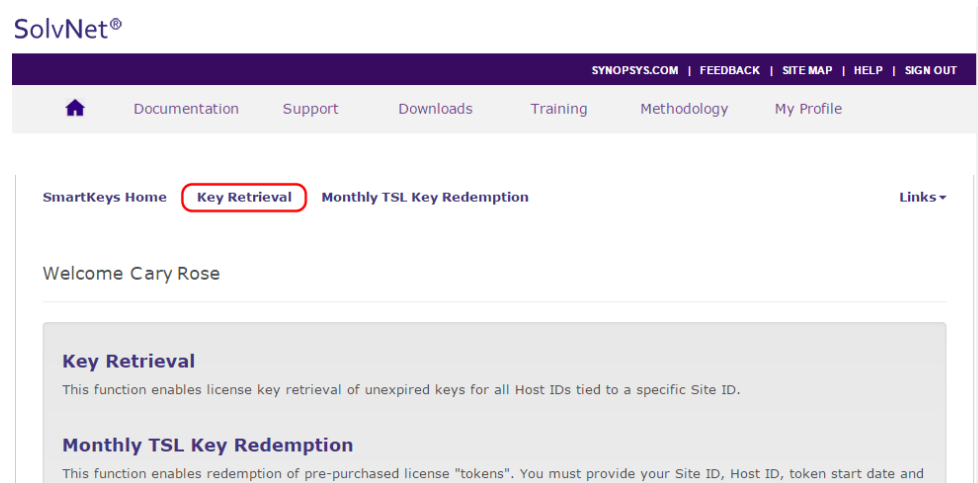 SolvNet®
SYNOPSYS.COM | FEEDBACK | SITE MAP | HELP | SIGN OUT
Documentation Support Downloads Training Methodology My Profile
SmartKeys Home Key Retrieval Monthly TSL Key Redemption Links
Welcome Cary Rose
Key Retrieval
This function enables license key retrieval of unexpired keys for all Host IDs tied to a specific Site ID.
Monthly TSL Key Redemption
This function enables redemption of pre-purchased license "tokens". You must provide your Site ID, Host ID, token start date and